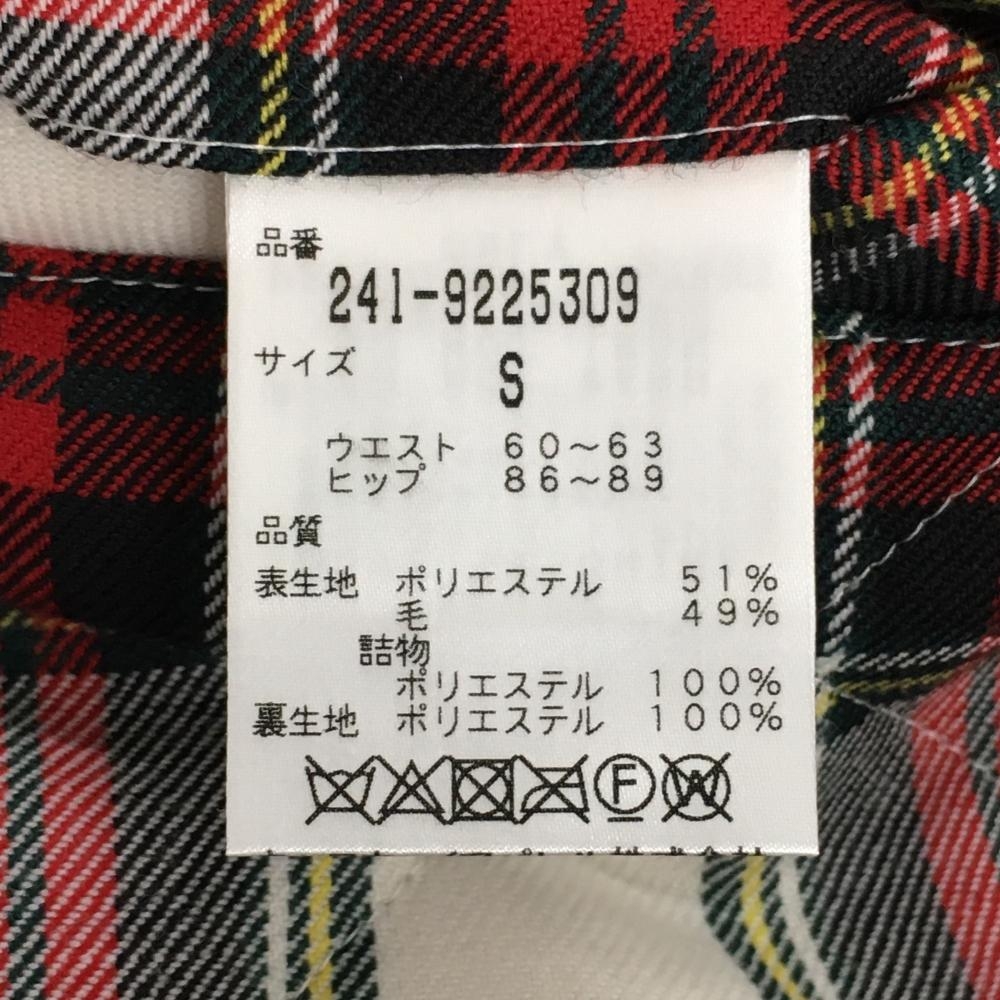 品番
241-9225309
サイズ
S
ウエスト 60～63
ヒップ 86～89
品質
表生地 ポリエステル 51%
毛 49%
詰物
ポリエステル 100%
裏生地 ポリエステル 100%
F W